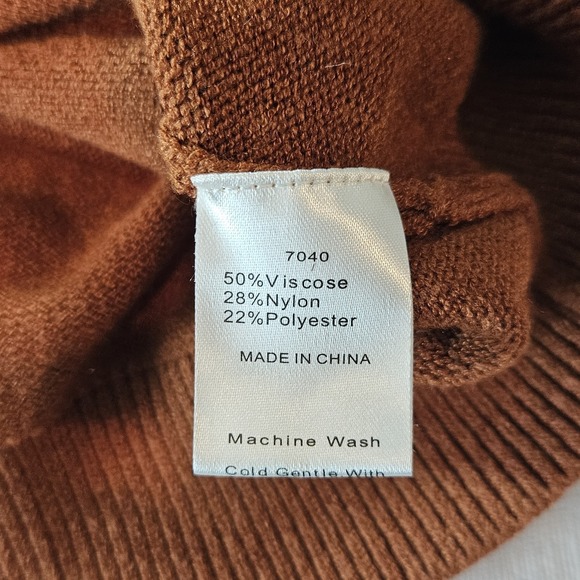 7040
50%Viscose
28%Nylon
22%Polyester
MADE IN CHINA
Machine Wash
Cold Gentle With